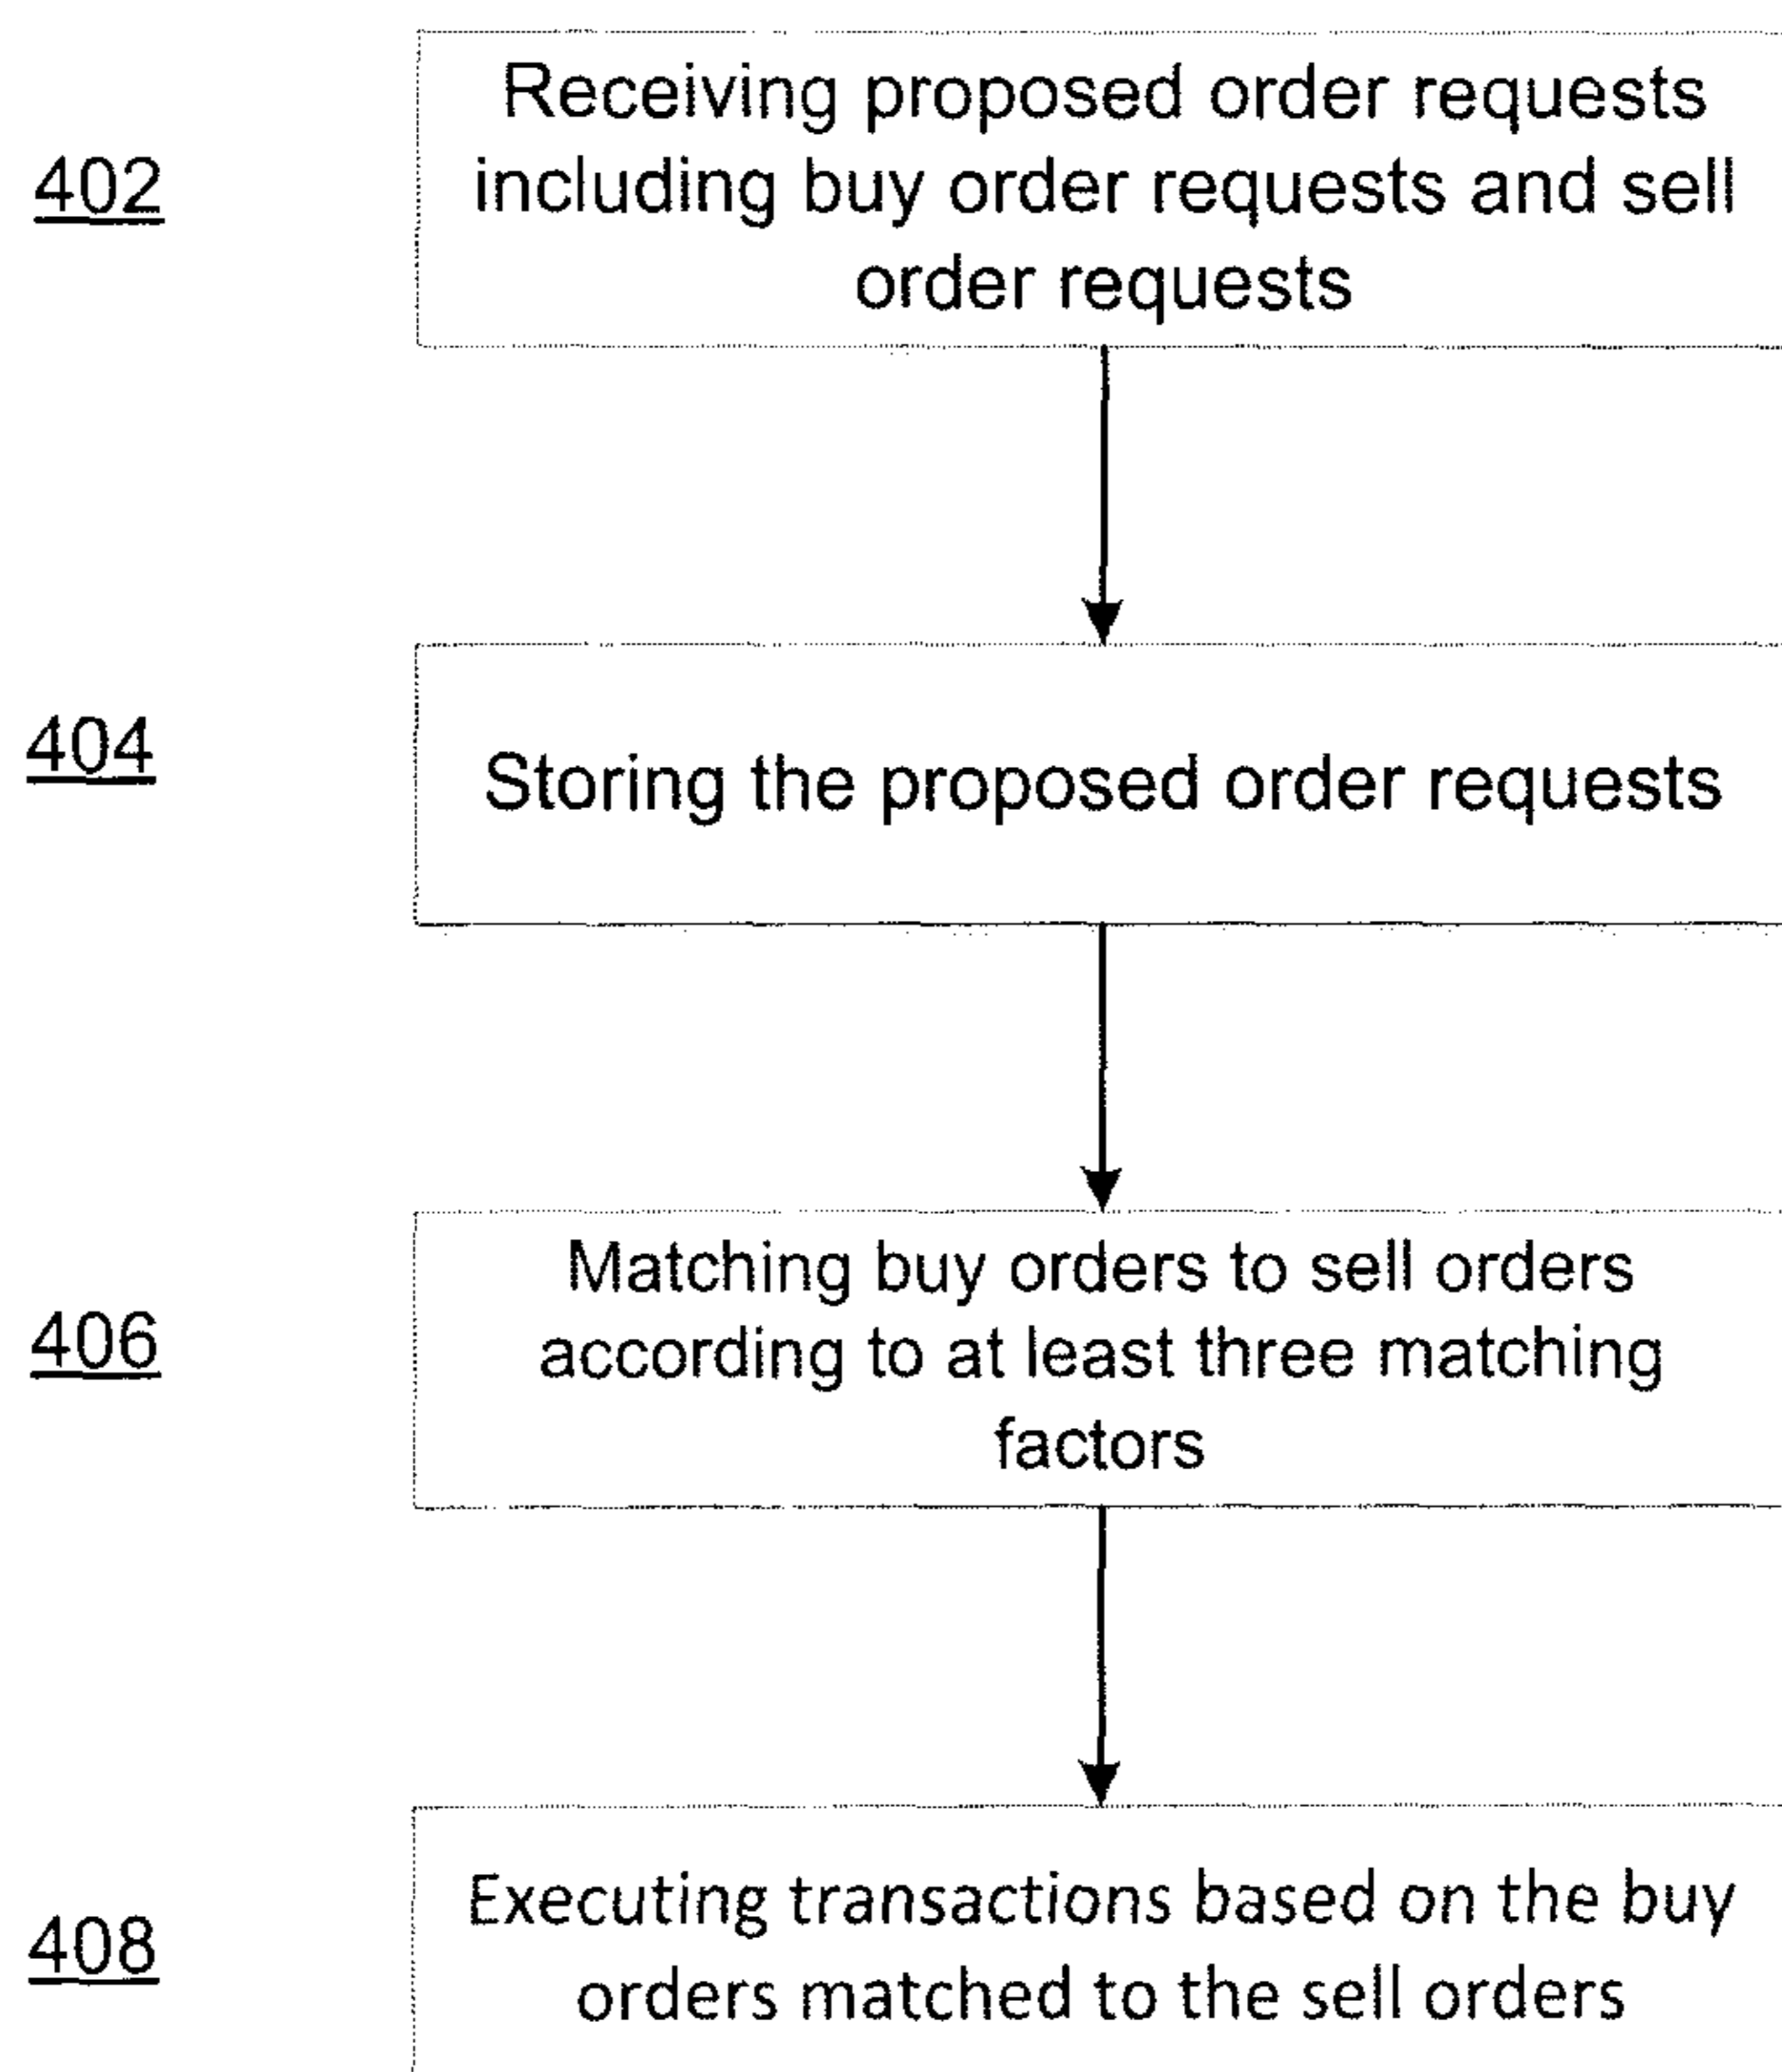 402
Receiving proposed order requests
including buy order requests and sell
order requests
404
Storing the proposed order requests
406
Matching buy orders to sell orders
according to at least three matching
factors
408
Executing transactions based on the buy
orders matched to the sell orders